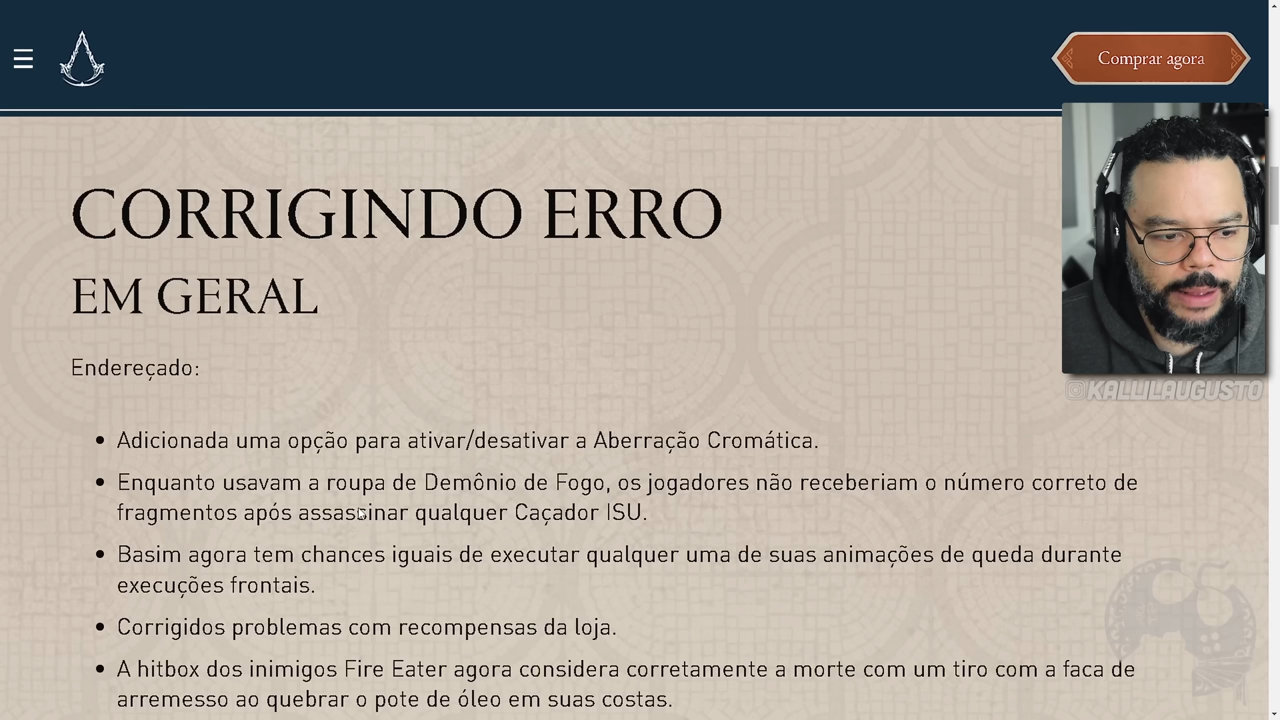 Comprar agora
CORRIGINDO ERRO
EM GERAL
Endereçado:
@KALLILAUGUSTO
• Adicionada uma opção para ativar/desativar a Aberração Cromática.
• Enquanto usavam a roupa de Demônio de Fogo, os jogadores não receberiam o número correto de
fragmentos após assassinar qualquer Caçador ISU.
• Basim agora tem chances iguais de executar qualquer uma de suas animações de queda durante
execuções frontais.
• Corrigidos problemas com recompensas da loja.
• A hitbox dos inimigos Fire Eater agora considera corretamente a morte com um tiro com a faca de
arremesso ao quebrar o pote de óleo em suas costas.